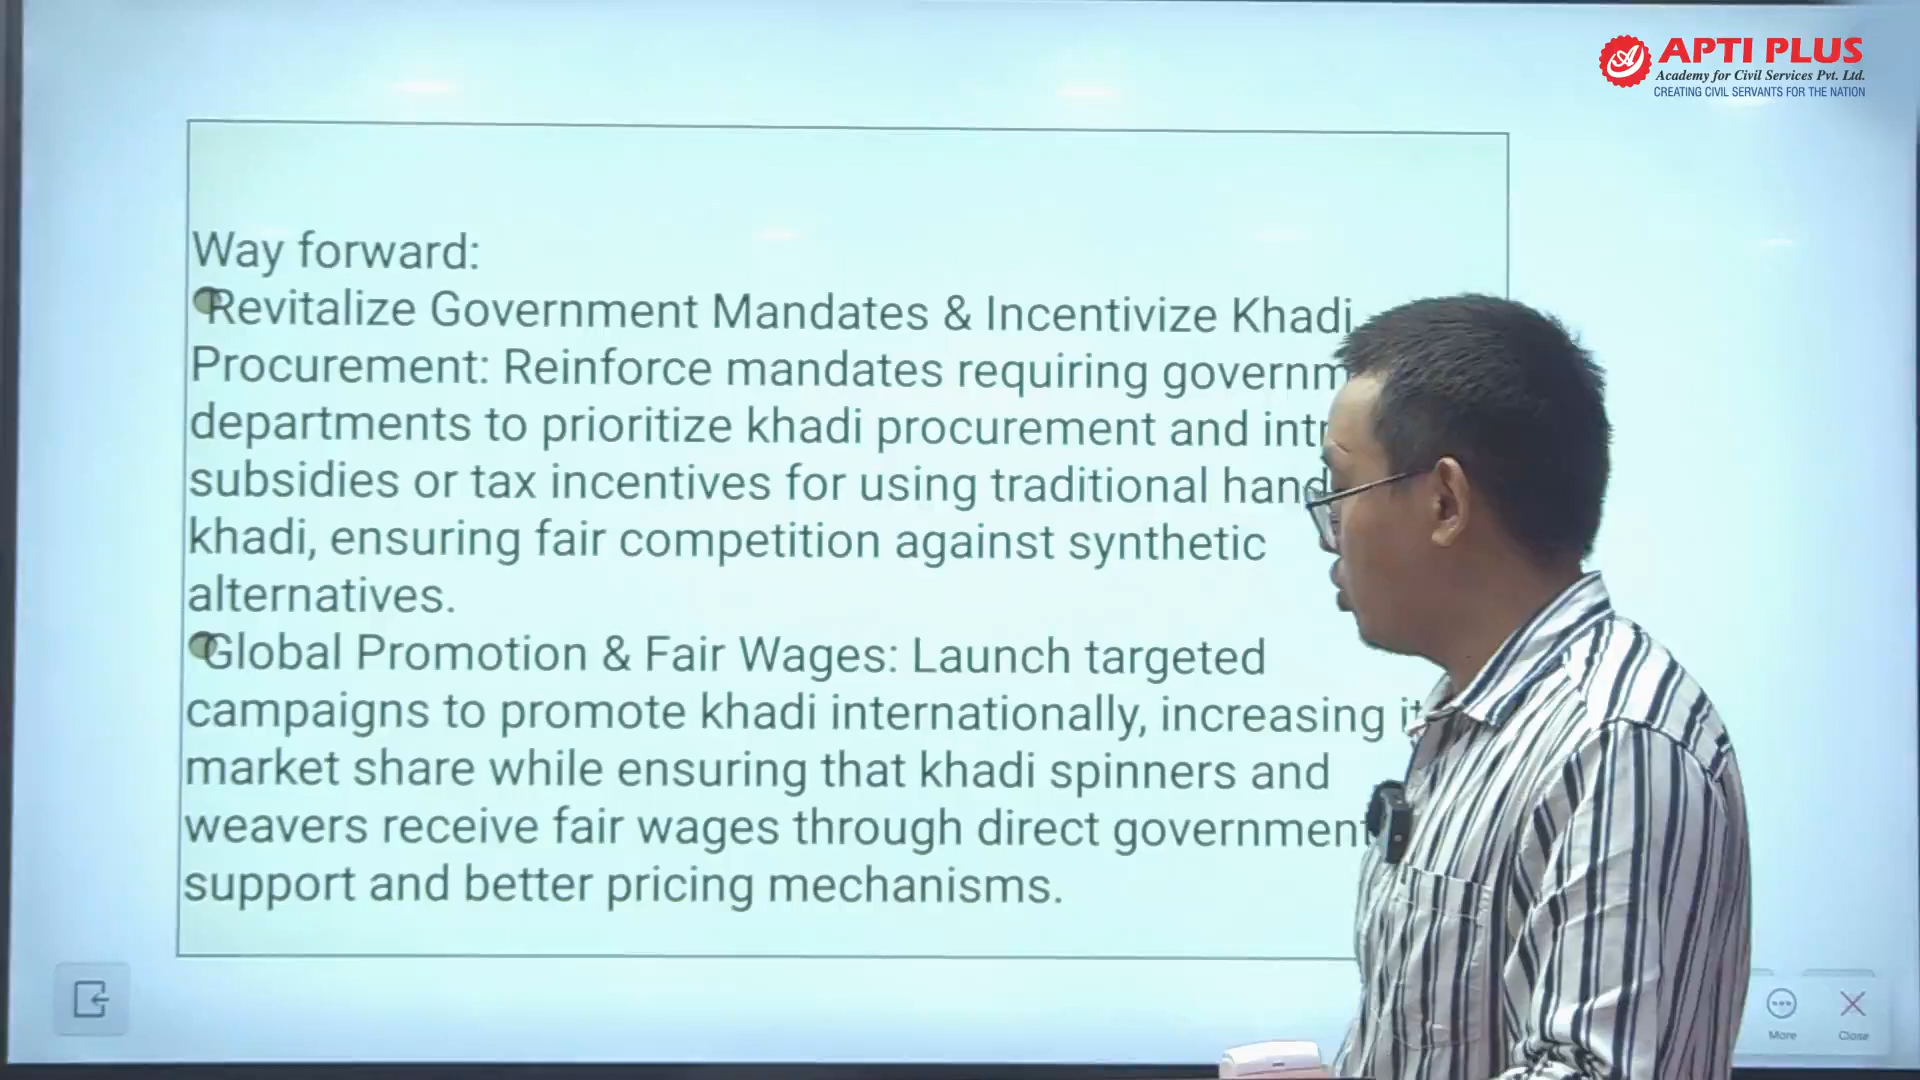 APTI PLUS
Academy for Civil Services Pvt. Ltd.
CREATING CIVIL SERVANTS FOR THE NATION
Way forward:
Revitalize Government Mandates & Incentivize Khadi
Procurement: Reinforce mandates requiring
departments to prioritize khadi procurement and
subsidies or tax incentives for using traditional
khadi, ensuring fair competition against synthetic
alternatives.
Global Promotion & Fair Wages: Launch targeted
campaigns to promote khadi internationally, increasing
market share while ensuring that khadi spinners and
weavers receive fair wages through direct government
support and better pricing mechanisms.
More
Close